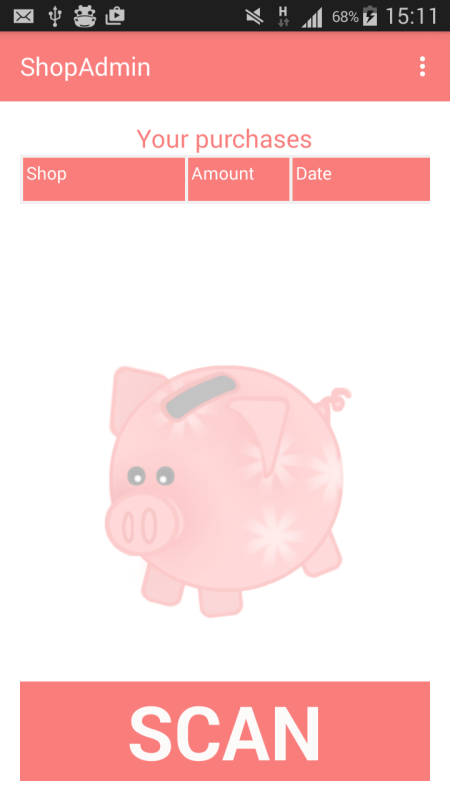 H 68% 15:11
ShopAdmin
Your purchases
Shop Amount Date
SCAN